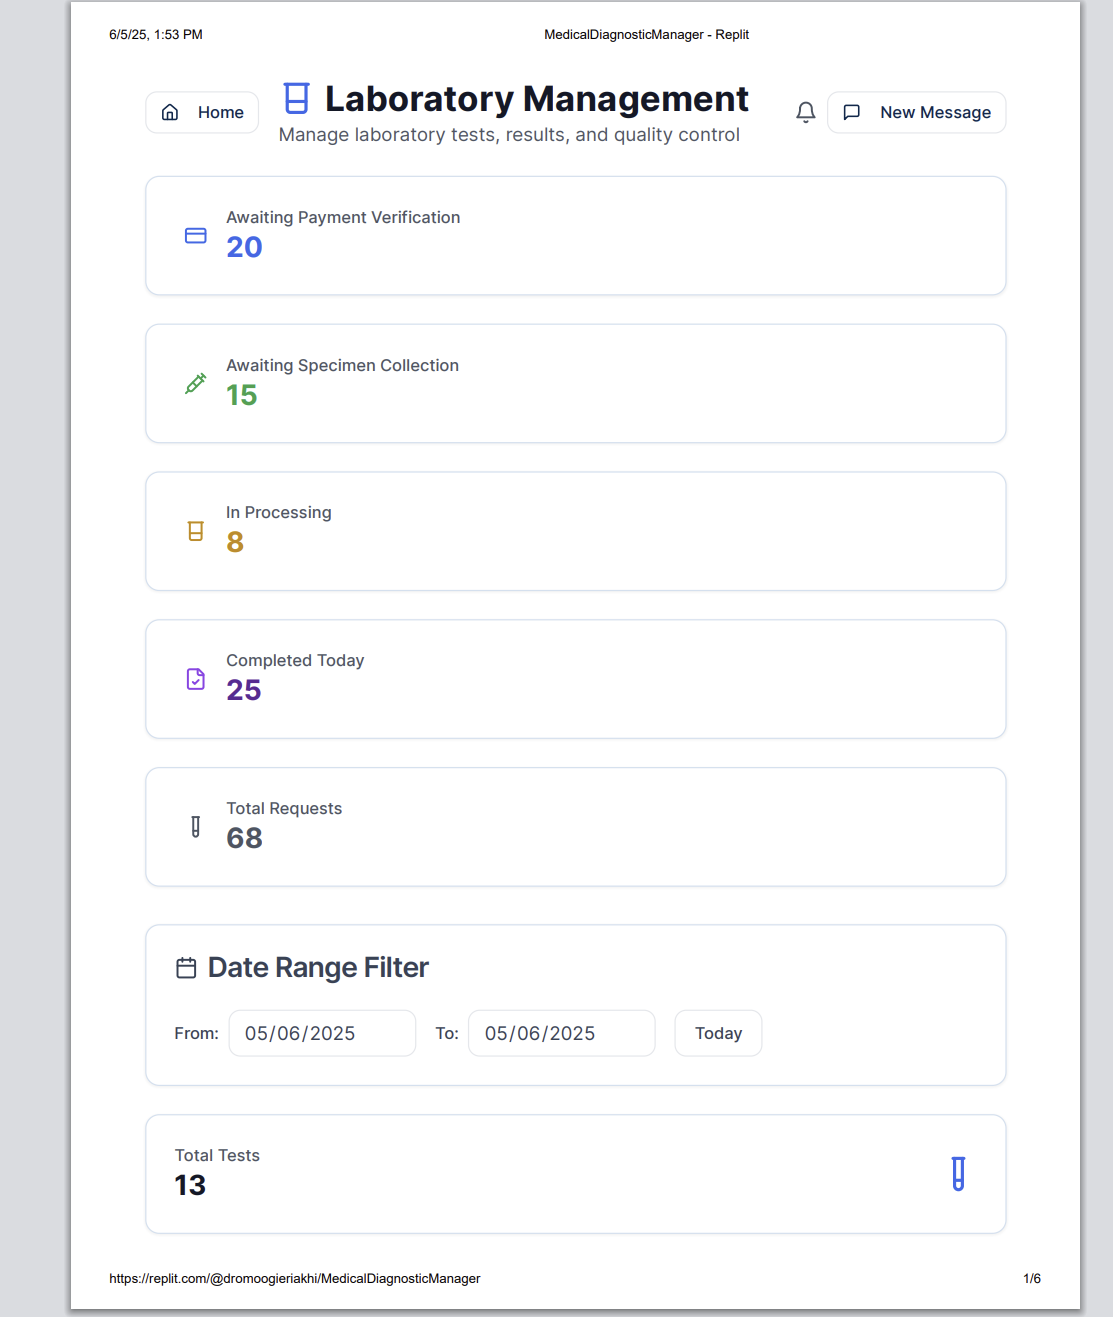 6/5/25, 1:53 PM
MedicalDiagnosticManager - Replit
Home
Laboratory Management
Manage laboratory tests, results, and quality control
New Message
Awaiting Payment Verification
20
Awaiting Specimen Collection
15
In Processing
8
Completed Today
25
Total Requests
68
Date Range Filter
From: 05/06/2025 To: 05/06/2025 Today
Total Tests
13
https://replit.com/@dromoogieriakhi/MedicalDiagnosticManager
1/6